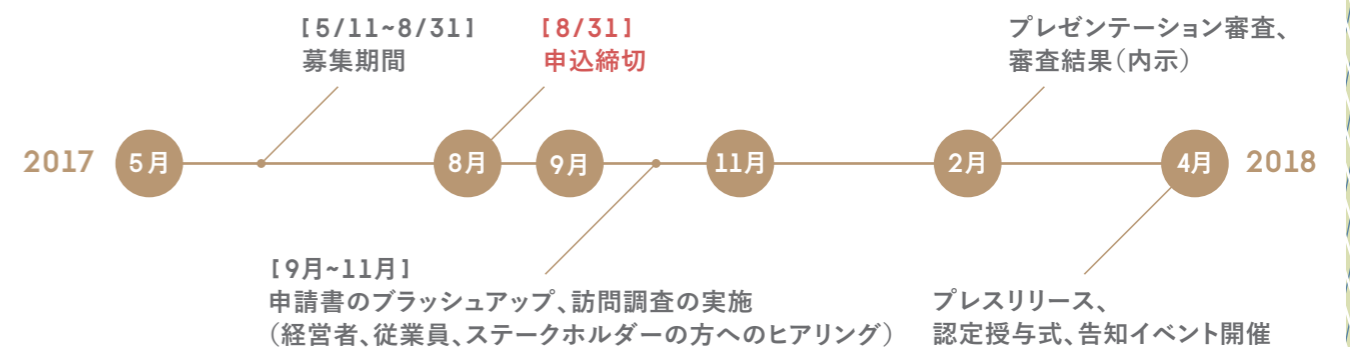 [5/11~8/31]
募集期間
[8/31]
申込締切
プレゼンテーション審査、
審査結果(内示)
2017
5月
8月
9月
11月
2月
4月
2018
[9月~11月]
申請書のブラッシュアップ、訪問調査の実施
(経営者、従業員、ステークホルダーの方へのヒアリング)
プレスリリース、
認定授与式、告知イベント開催